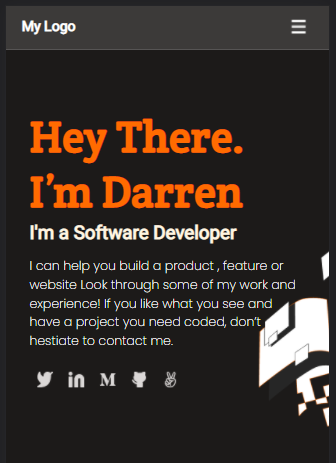 My Logo
Hey There.
I'm Darren
I'm a Software Developer
I can help you build a product , feature or
website Look through some of my work and
experience! If you like what you see and
have a project you need coded, don't
hestiate to contact me.